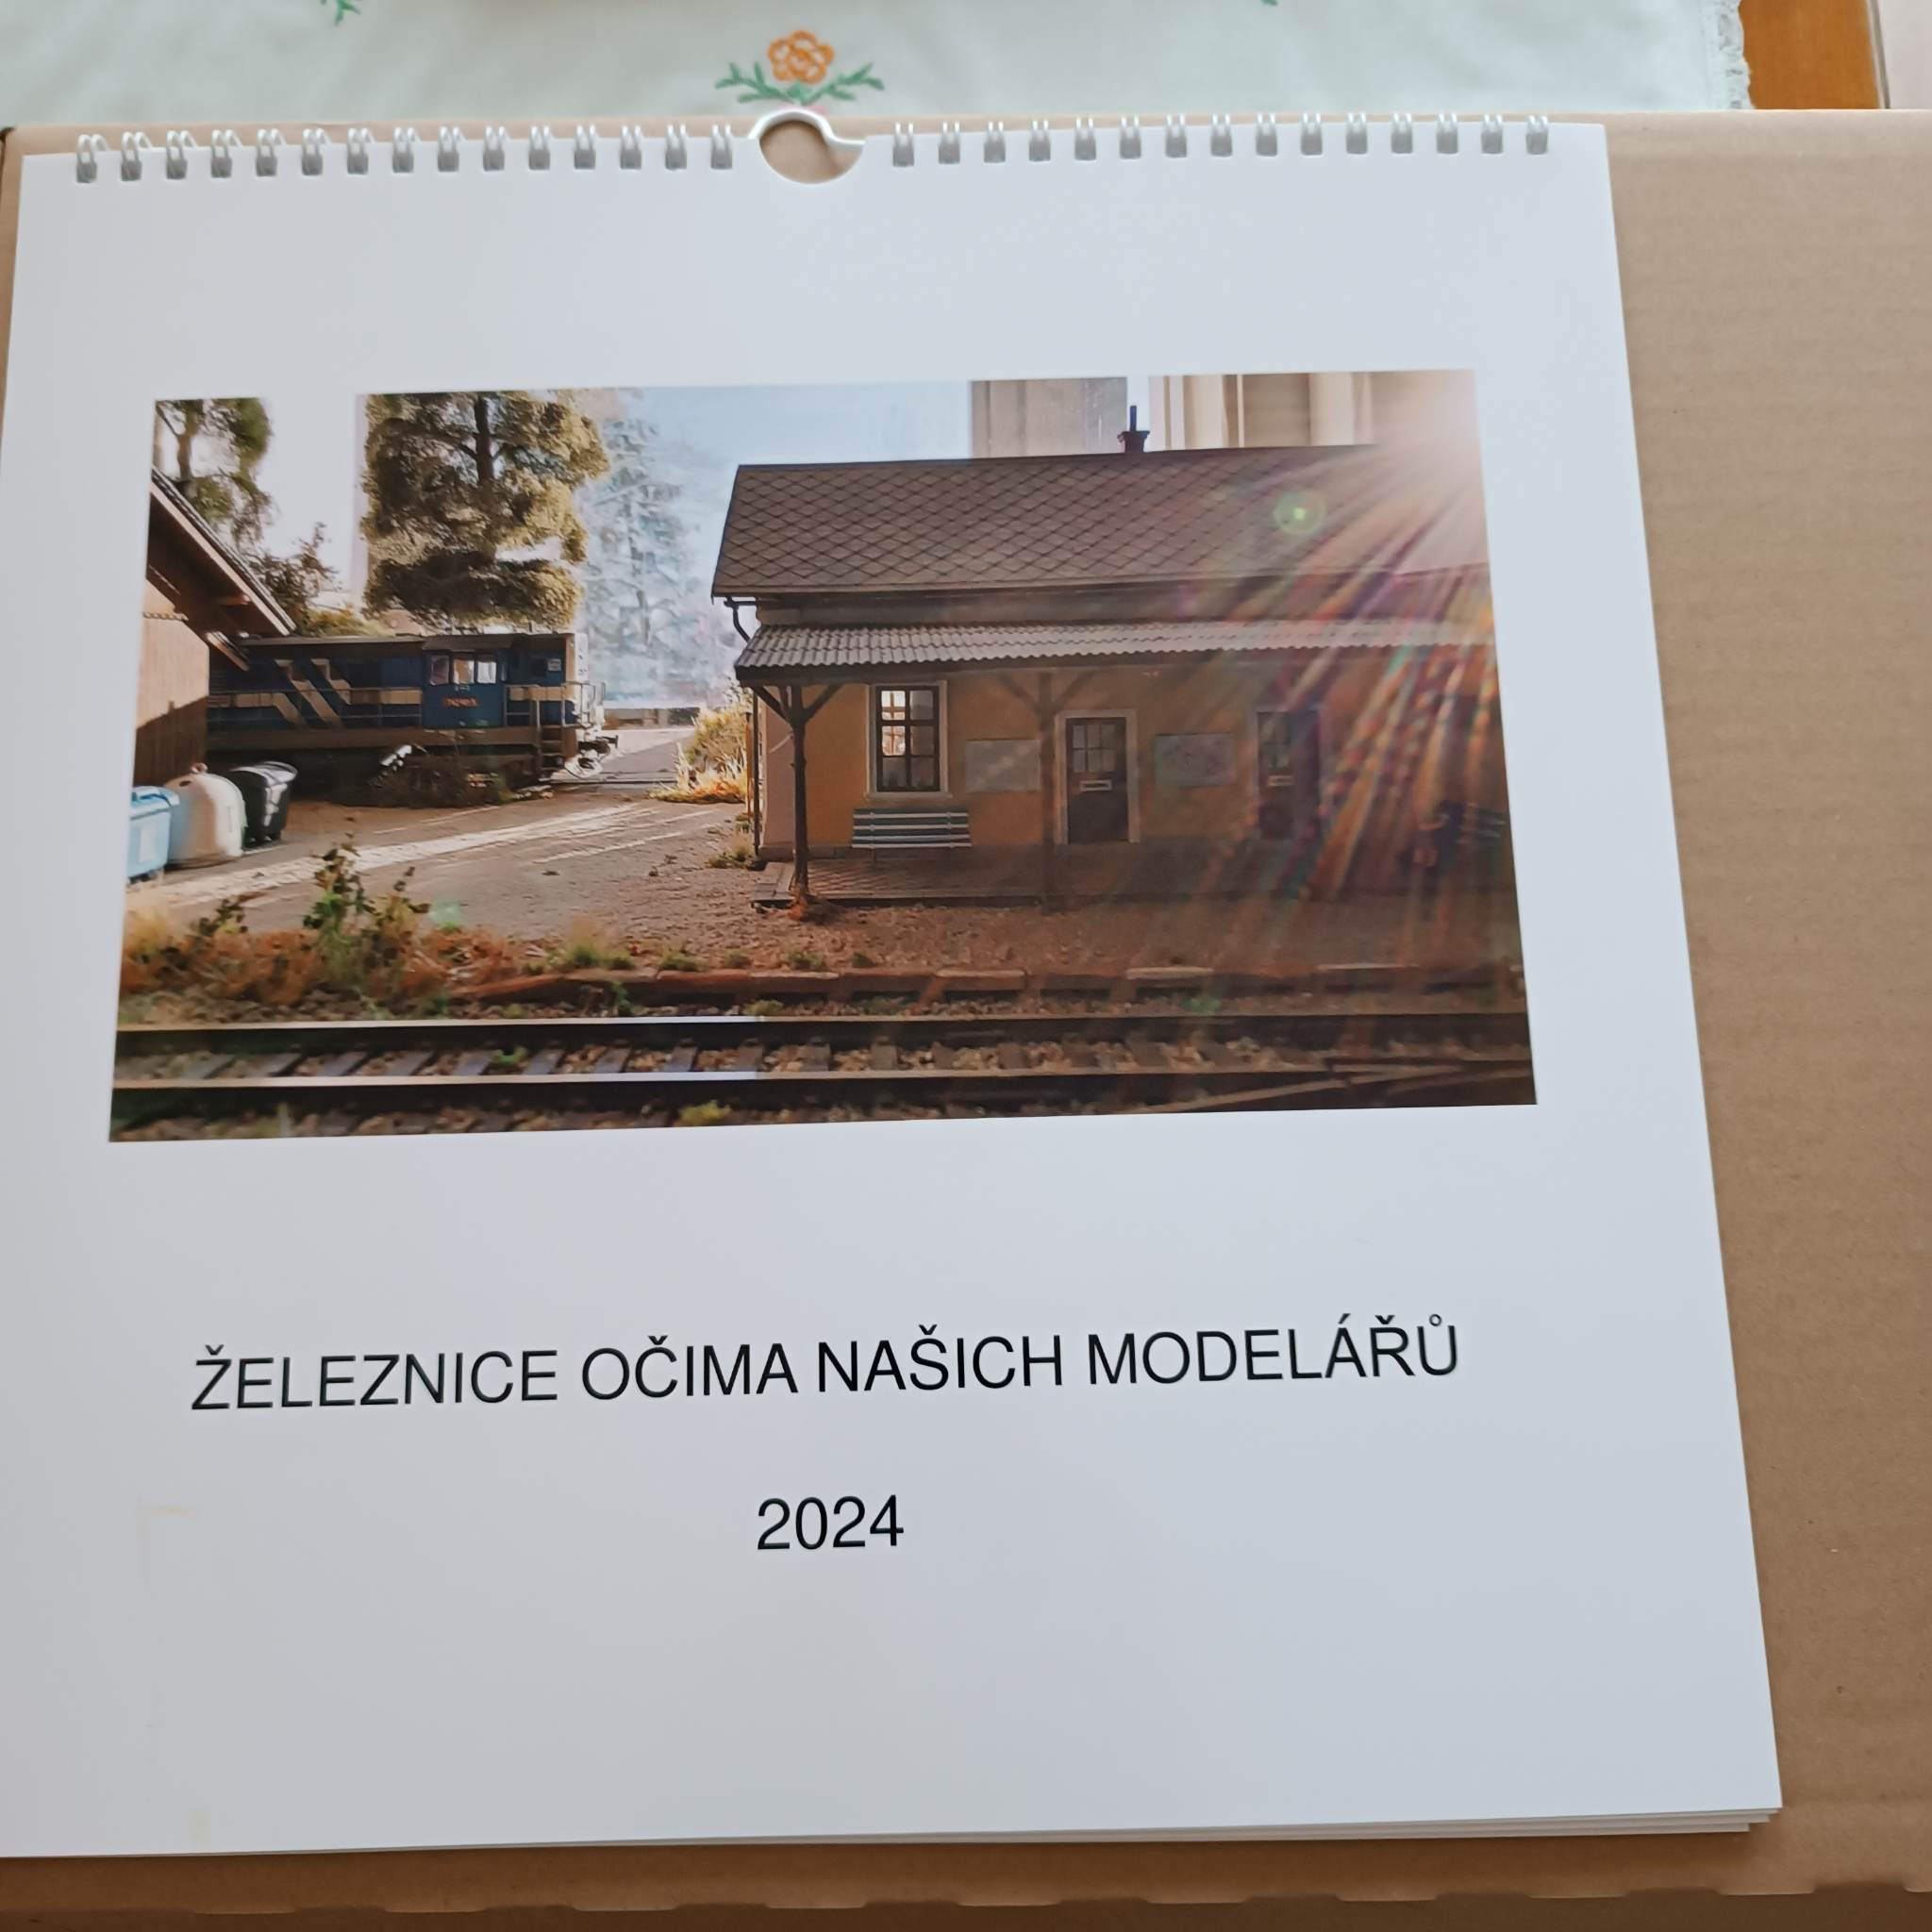 ŽELEZNICE OČIMA NAŠICH MODELÁŘŮ
2024